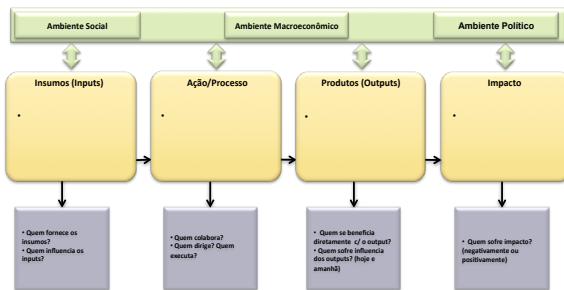 Ambiente Social
Ambiente Macroeconômico
Ambiente Político
Insumos (Inputs)
•
Ação/Processo
•
Produtos (Outputs)
•
Impacto
•
• Quem fornece os
insumos?
• Quem influencia os
inputs?
• Quem colabora?
• Quem dirige? Quem
executa?
• Quem se beneficia
diretamente c/ o output?
• Quem sofre influencia
dos outputs? (hoje e
amanhã)
• Quem sofre impacto?
(negativamente ou
positivamente)